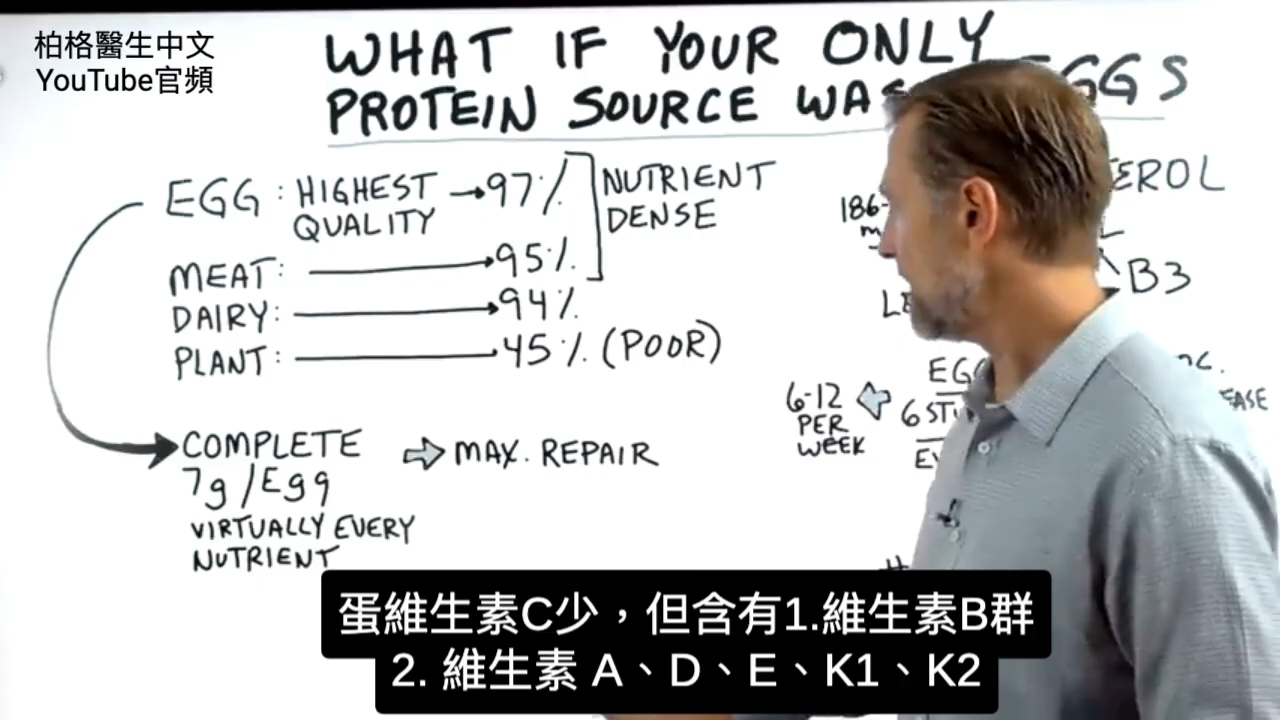 柏格醫生中文
YouTube官頻
WHAT IF YOUR ONLY
PROTEIN SOURCE WAS EGGS
EGG: HIGHEST QUALITY → 97%
NUTRIENT DENSE
MEAT: → 95%
DAIRY: → 94%
PLANT: 45% (POOR)
COMPLETE ⇨ MAX. REPAIR
7g/Egg
VIRTUALLY EVERY
NUTRIENT
186-
B3
6-12
PER
WEEK
蛋維生素C少，但含有1.維生素B群
2. 維生素 A、D、E、K1、K2